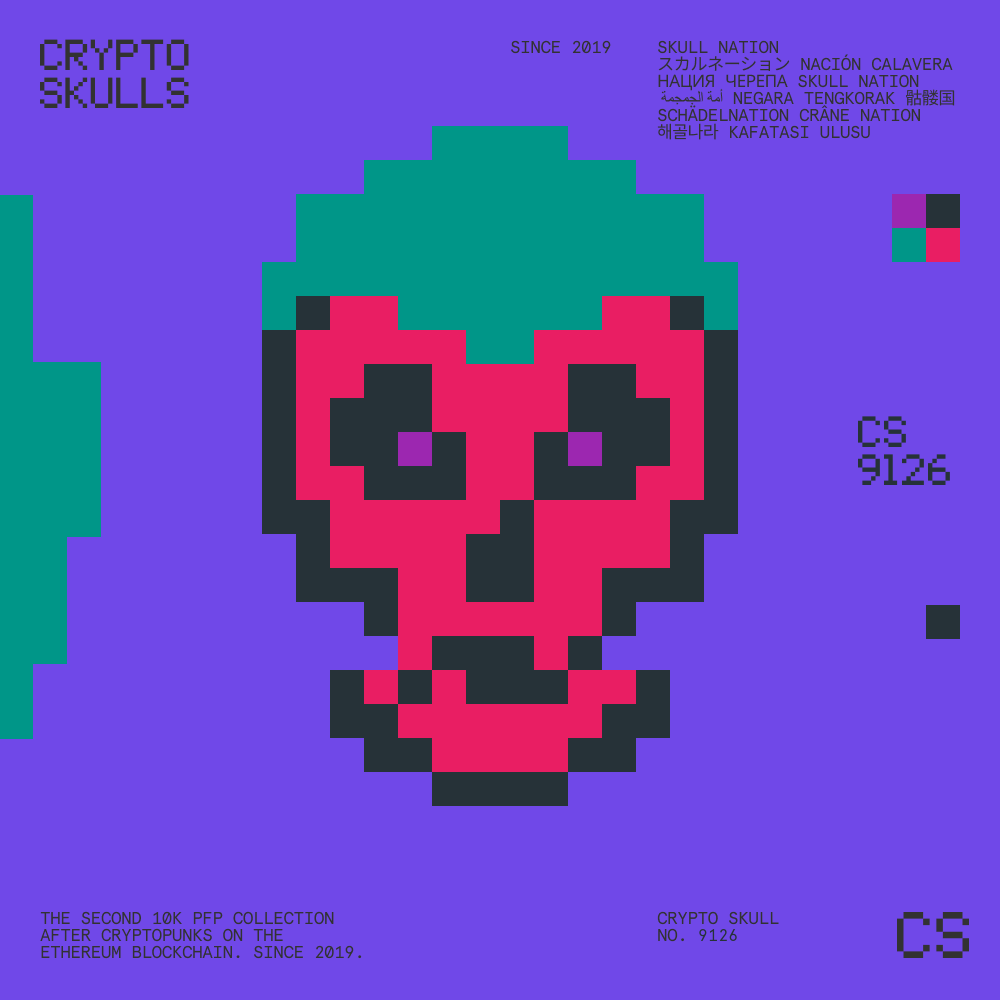 CRYPTO
SKULLS
SINCE 2019
SKULL NATION
スカルネーション NACIÓN CALAVERA
НАЦИЯ ЧЕРЕПА SKULL NATION
أمة الجمجمة NEGARA TENGKORAK 骷髅国
SCHÄDELNATION CRÂNE NATION
해골나라 KAFATASI ULUSU
CS
9126
THE SECOND 10K PFP COLLECTION
AFTER CRYPTOPUNKS ON THE
ETHEREUM BLOCKCHAIN. SINCE 2019.
CRYPTO SKULL
NO. 9126
CS